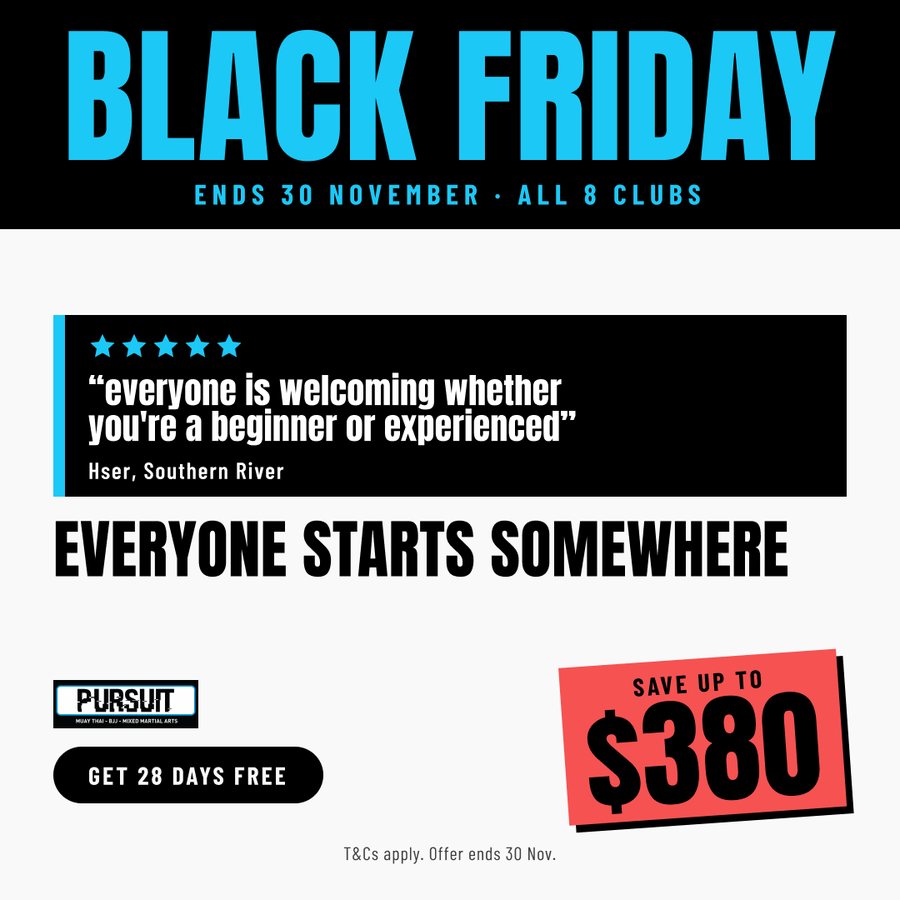 BLACK FRIDAY
ENDS 30 NOVEMBER · ALL 8 CLUBS
“everyone is welcoming whether
you're a beginner or experienced”
Hser, Southern River
EVERYONE STARTS SOMEWHERE
PURSUIT
MUAY THAI - BJJ - MIXED MARTIAL ARTS
GET 28 DAYS FREE
SAVE UP TO
$380
T&Cs apply. Offer ends 30 Nov.